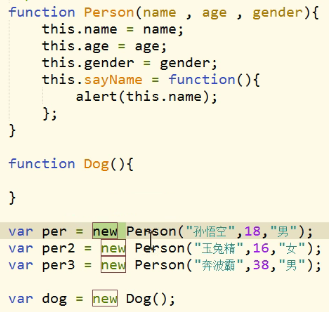 function Person(name , age , gender){
this.name = name;
this.age = age;
this.gender = gender;
this.sayName = function(){
alert(this.name);
};
}
function Dog(){
}
var per = new Person("孙悟空",18,"男");
var per2 = new Person("玉兔精",16,"女");
var per3 = new Person("奔波霸",38,"男");
var dog = new Dog();